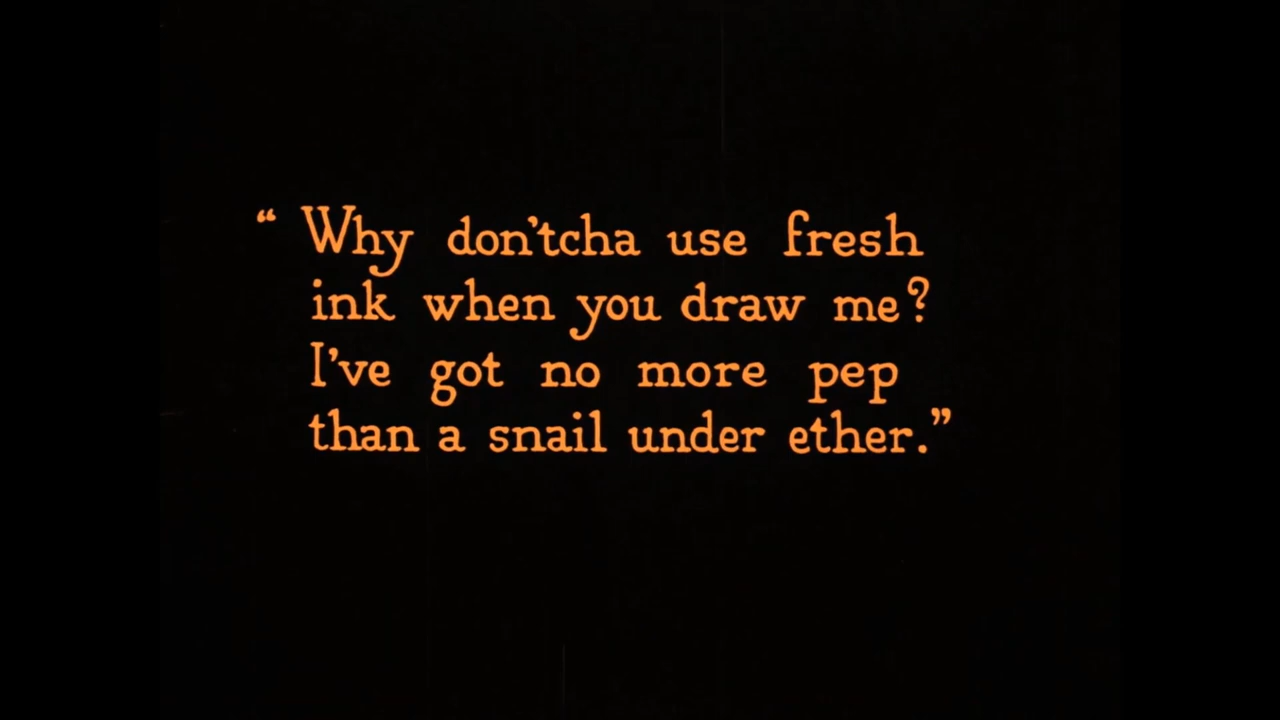 “ Why don’tcha use fresh
ink when you draw me?
I’ve got no more pep
than a snail under ether.”